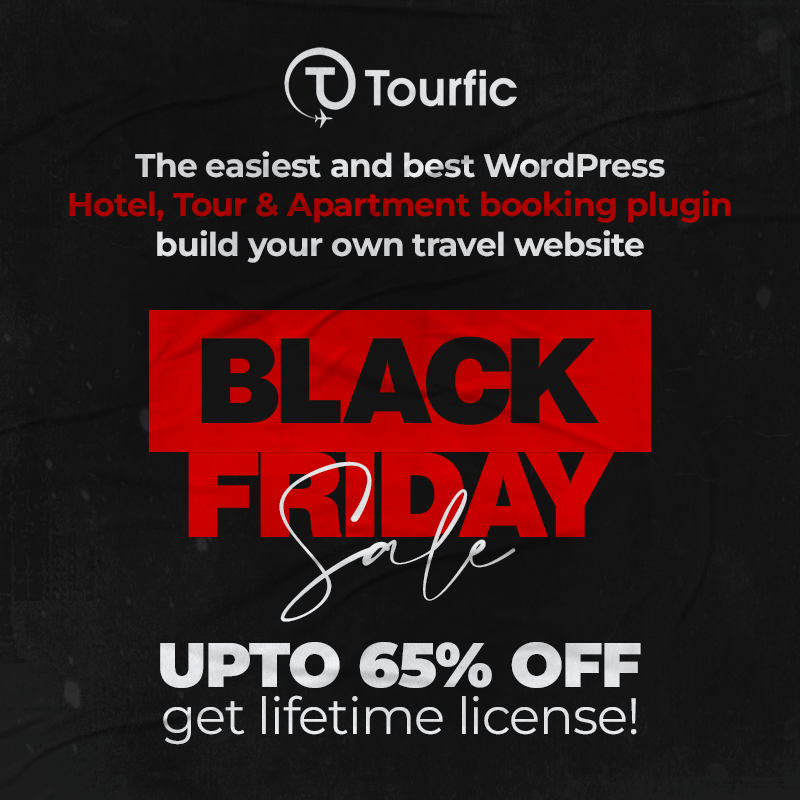 Tourfic
The easiest and best WordPress
Hotel, Tour & Apartment booking plugin
build your own travel website
BLACK
FRIDAY
Sale
UPTO 65% OFF
get lifetime license!